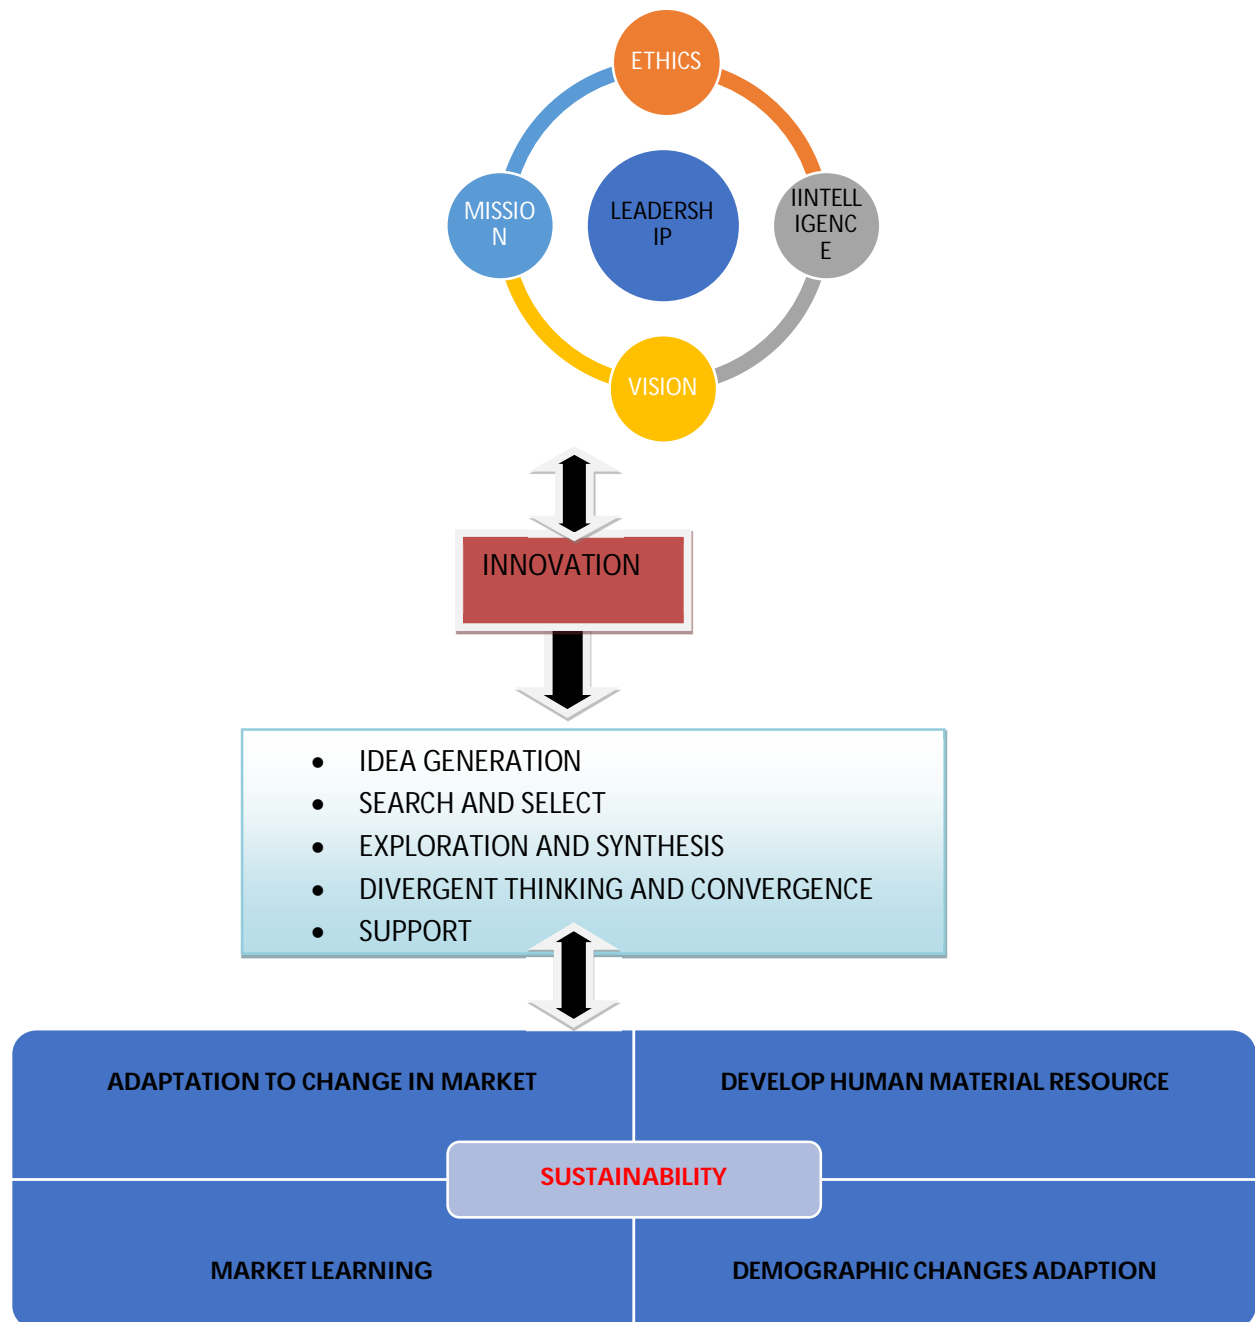 ETHICS
MISSIO
N
LEADERSH
IP
IINTELL
IGENC
E
VISION
INNOVATION
• IDEA GENERATION
• SEARCH AND SELECT
• EXPLORATION AND SYNTHESIS
• DIVERGENT THINKING AND CONVERGENCE
• SUPPORT
ADAPTATION TO CHANGE IN MARKET
DEVELOP HUMAN MATERIAL RESOURCE
SUSTAINABILITY
MARKET LEARNING
DEMOGRAPHIC CHANGES ADAPTION